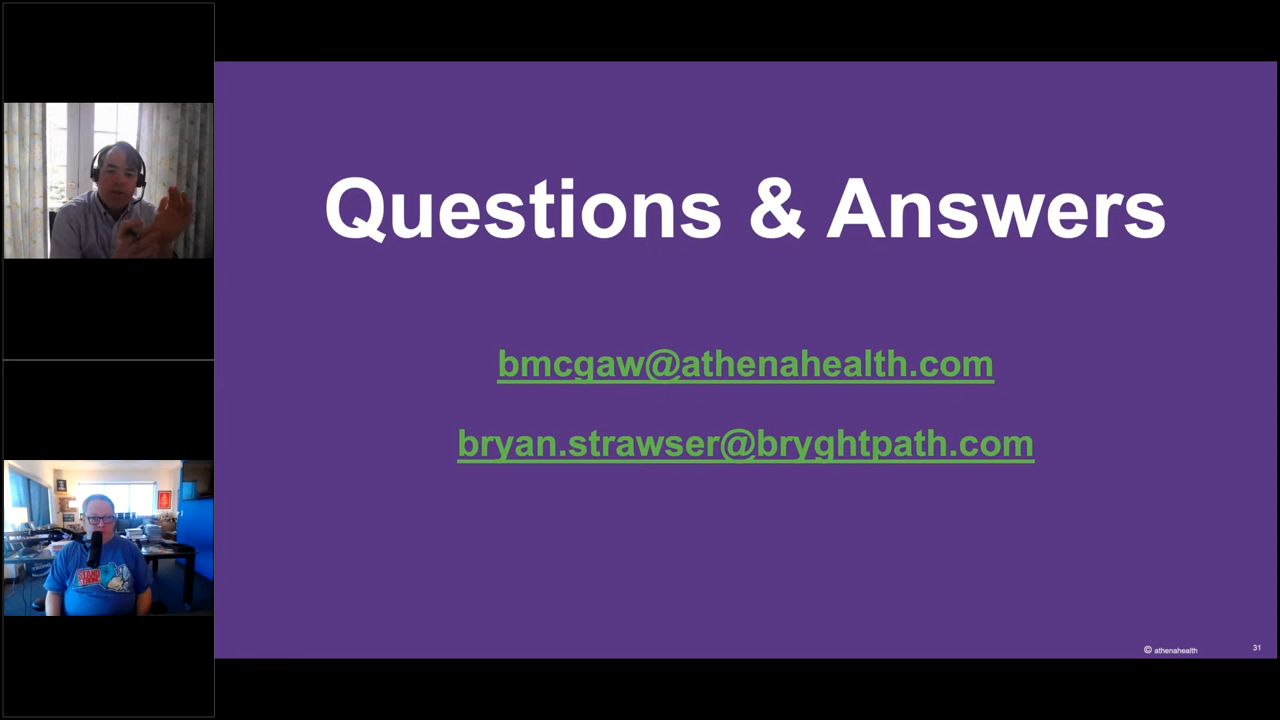 Questions & Answers
bmcgaw@athenahealth.com
bryan.strawser@bryghtpath.com
© athenahealth
31